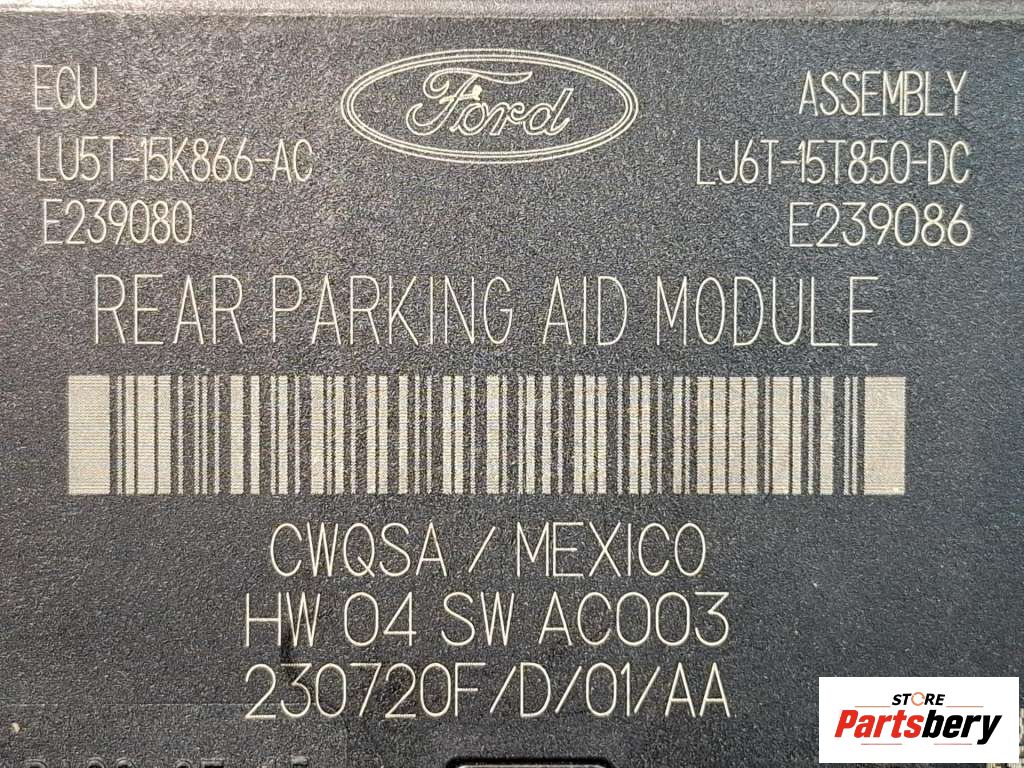 Ford
ECU
LU5T-15K866-AC
E239080
ASSEMBLY
LJ6T-15T850-DC
E239086
REAR PARKING AID MODULE
CWQSA / MEXICO
HW 04 SW AC003
230720F/D/01/AA
STORE
Partsbery